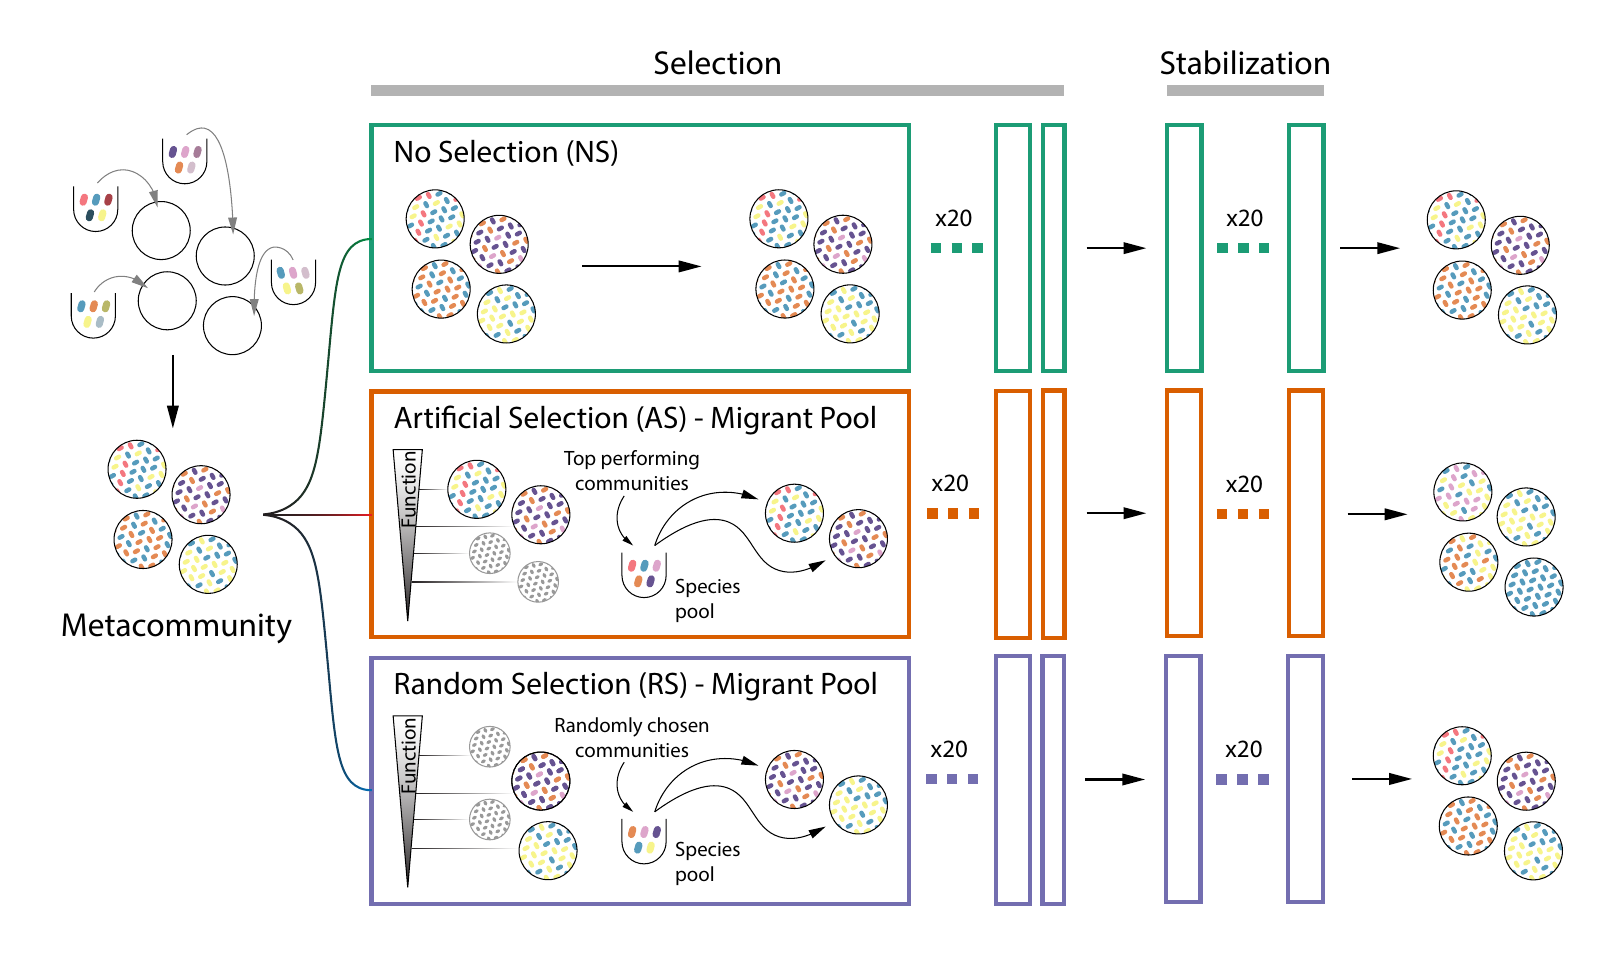 Selection
Stabilization
No Selection (NS)
x20
x20
Metacommunity
Artificial Selection (AS) - Migrant Pool
Function
Top performing
communities
Species
pool
x20
x20
Random Selection (RS) - Migrant Pool
Function
Randomly chosen
communities
Species
pool
x20
x20